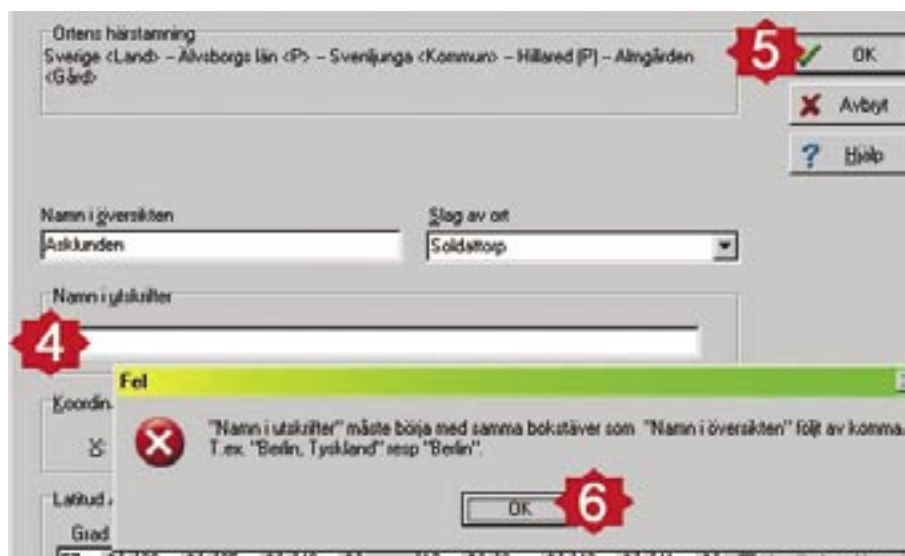 Ortens härstamning
Sverige <Land> – Älvsborgs län <P> – Svenljunga <Kommun> – Hillared [P] – Almgården
<Gård>
5
OK
Avbryt
Hjälp
Namn i översikten
Slag av ort
Asklunden
Soldattorp
Namn i utskrifter
4
Fel
Koordin
X:
"Namn i utskrifter" måste börja med samma bokstäver som "Namn i översikten" följt av komma.
T.ex. "Berlin, Tyskland" resp "Berlin".
OK
6
Latitud
Grad